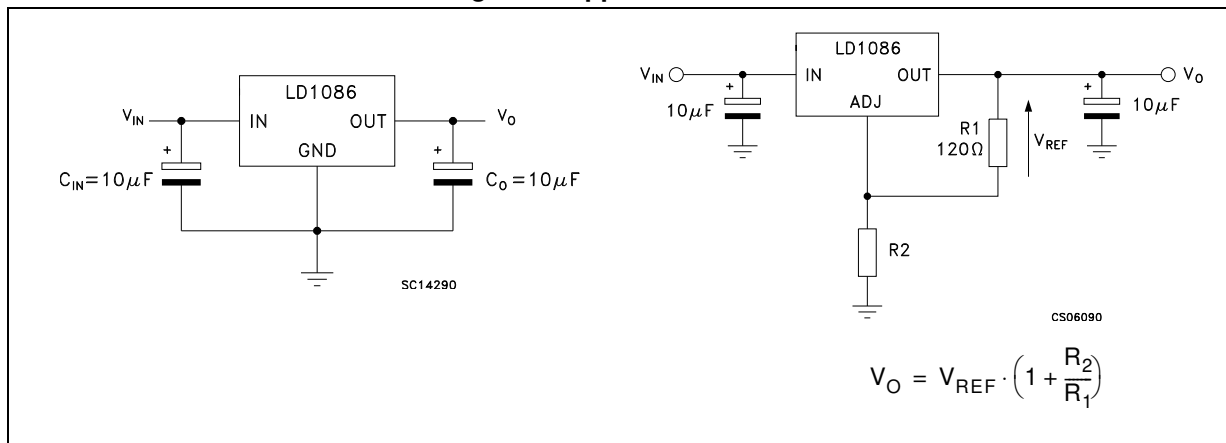 LD1086
V_IN IN OUT V_O
GND
+ +
C_IN=10μF C_O=10μF
SC14290
LD1086
V_IN IN OUT V_O
ADJ
+ +
10μF 10μF
R1
120Ω
V_REF
R2
CS06090
V_O = V_REF · (1 + R_2/R_1)